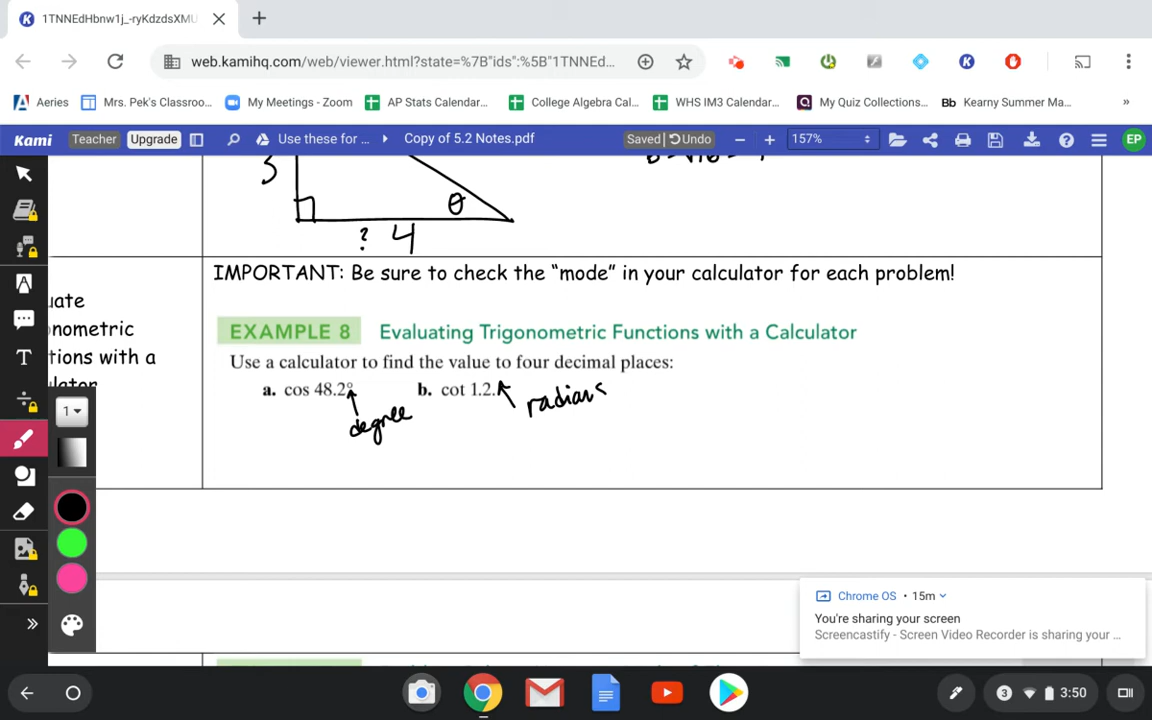 1TNNEdHbnw1j_-ryKdzdsXMU
web.kamihq.com/web/viewer.html?state=%7B"ids":%5B"1TNNEd...
Aeries
Mrs. Pek's Classroo...
My Meetings - Zoom
AP Stats Calendar...
College Algebra Cal...
WHS IM3 Calendar...
My Quiz Collections...
Bb Kearny Summer Ma...
»
Kami
Teacher
Upgrade
Use these for ...
Copy of 5.2 Notes.pdf
Saved
Undo
157%
EP
3
θ
? 4
IMPORTANT: Be sure to check the "mode" in your calculator for each problem!
uate
nometric
tions with a
lator
EXAMPLE 8 Evaluating Trigonometric Functions with a Calculator
Use a calculator to find the value to four decimal places:
a. cos 48.2° b. cot 1.2.
radians
degree
T
1
Chrome OS • 15m
You're sharing your screen
Screencastify - Screen Video Recorder is sharing your ...
»
3
3:50